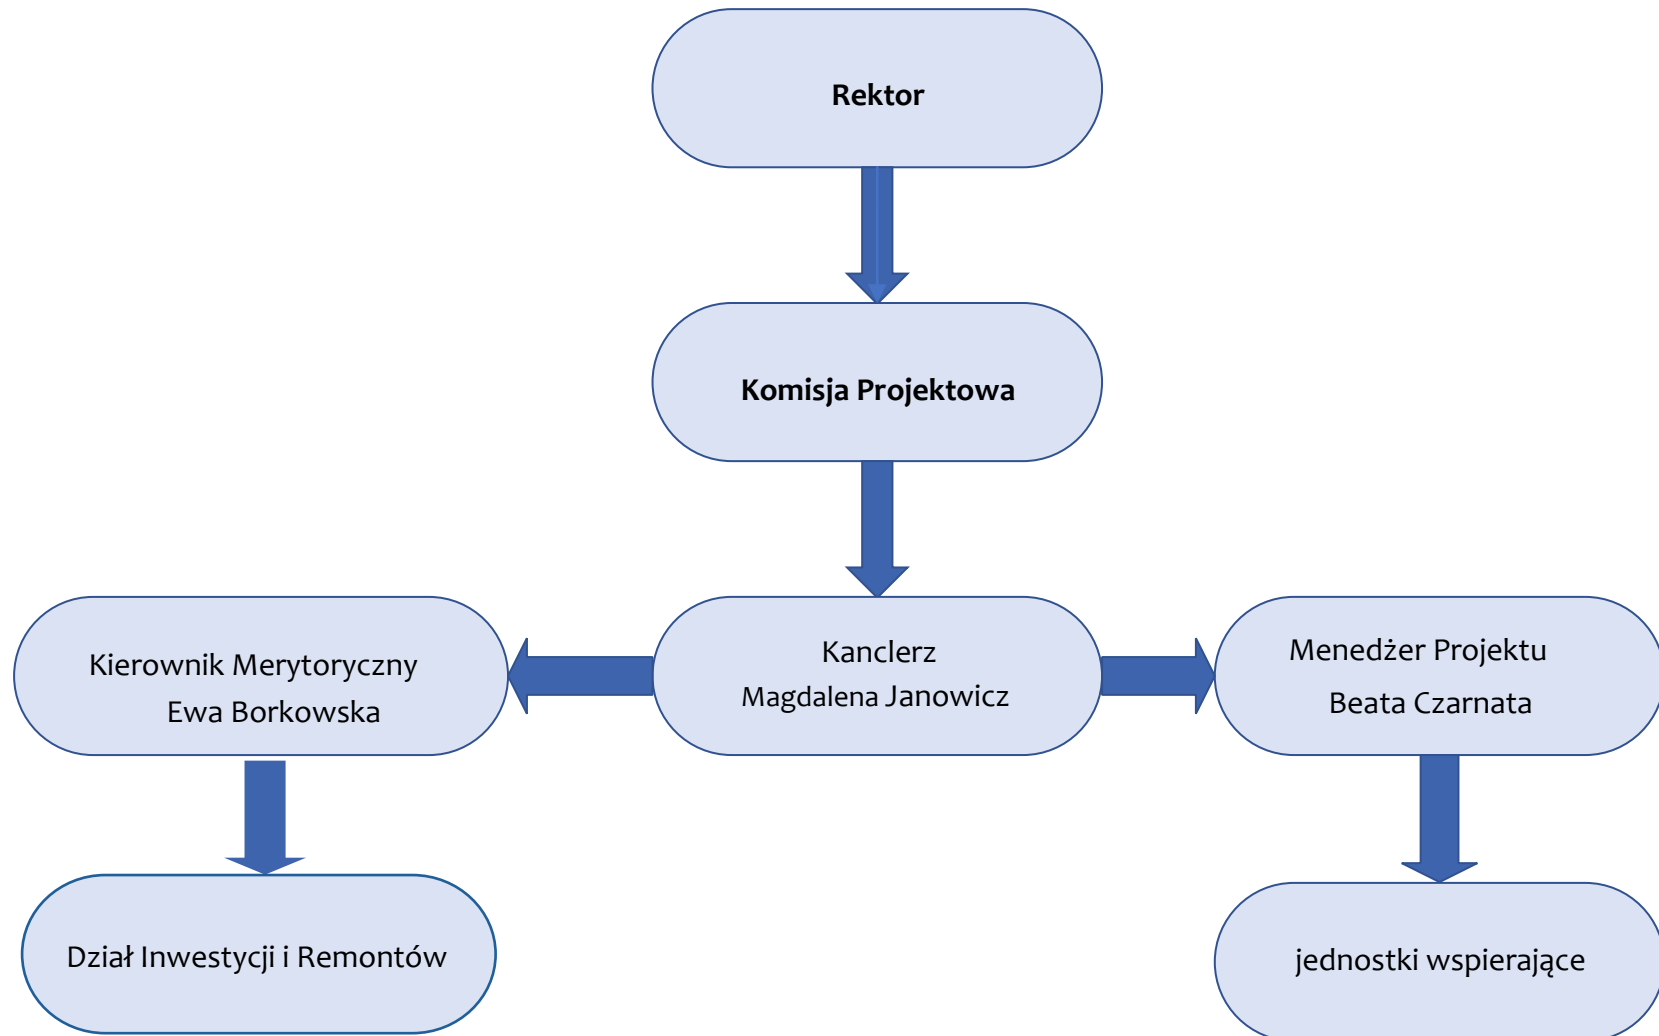 Rektor
Komisja Projektowa
Kierownik Merytoryczny
Ewa Borkowska
Kanclerz
Magdalena Janowicz
Menedżer Projektu
Beata Czarnata
Dział Inwestycji i Remontów
jednostki wspierające